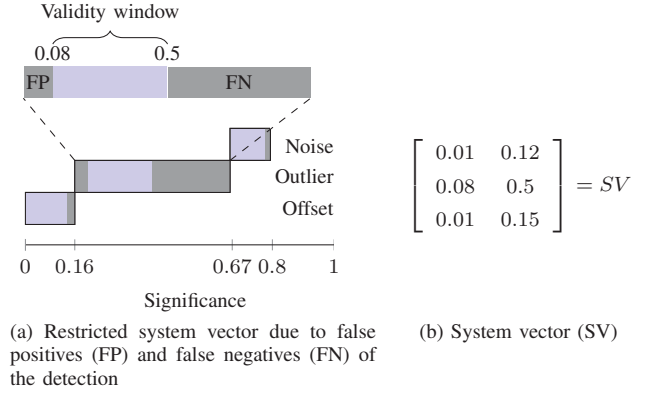 Validity window
0.08 0.5
FP FN
Noise
Outlier
Offset
0 0.16 0.67 0.8 1
Significance
0.01 0.12
0.08 0.5
0.01 0.15
= SV
(a) Restricted system vector due to false
positives (FP) and false negatives (FN) of
the detection
(b) System vector (SV)